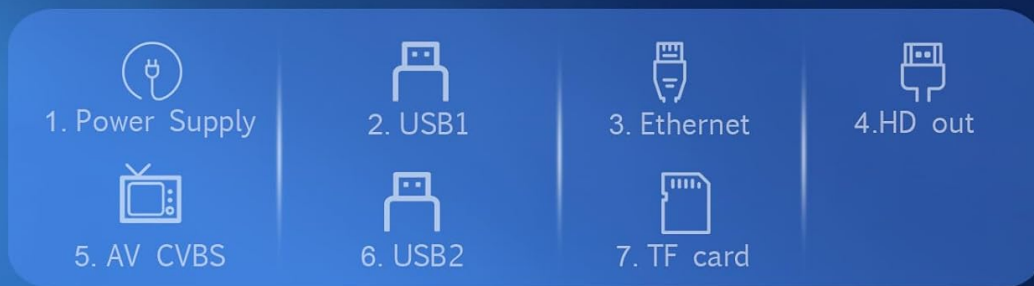 1. Power Supply
2. USB1
3. Ethernet
4.HD out
5. AV CVBS
6. USB2
7. TF card